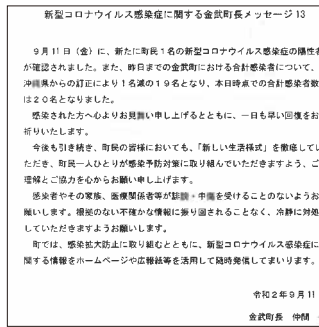 新型コロナウイルス感染症に関する金武町長メッセージ13
９月11日（金）に、新たに町民１名の新型コロナウイルス感染症の陽性者
が確認されました。また、昨日までの金武町における合計感染者について、
沖縄県からの訂正により１名減の１９名となり、本日時点での合計感染者数
は２０名となりました。
感染された方へ心よりお見舞い申し上げるとともに、一日も早い回復をお
祈りいたします。
今後も引き続き、町民の皆様においても、「新しい生活様式」を徹底してい
ただき、町民一人ひとりが感染予防対策に取り組んでいただきますよう、ご
理解とご協力を心からお願い申し上げます。
感染者やその家族、医療関係者等が誹謗・中傷を受けることのないようお
願いします。根拠のない不確かな情報に振り回されることなく、冷静に対処
していただきますようお願いします。
町では、感染拡大防止に取り組むとともに、新型コロナウイルス感染症に
関する情報をホームページや広報紙等を活用して随時発信してまいります。
令和２年９月11
金武町長 仲間